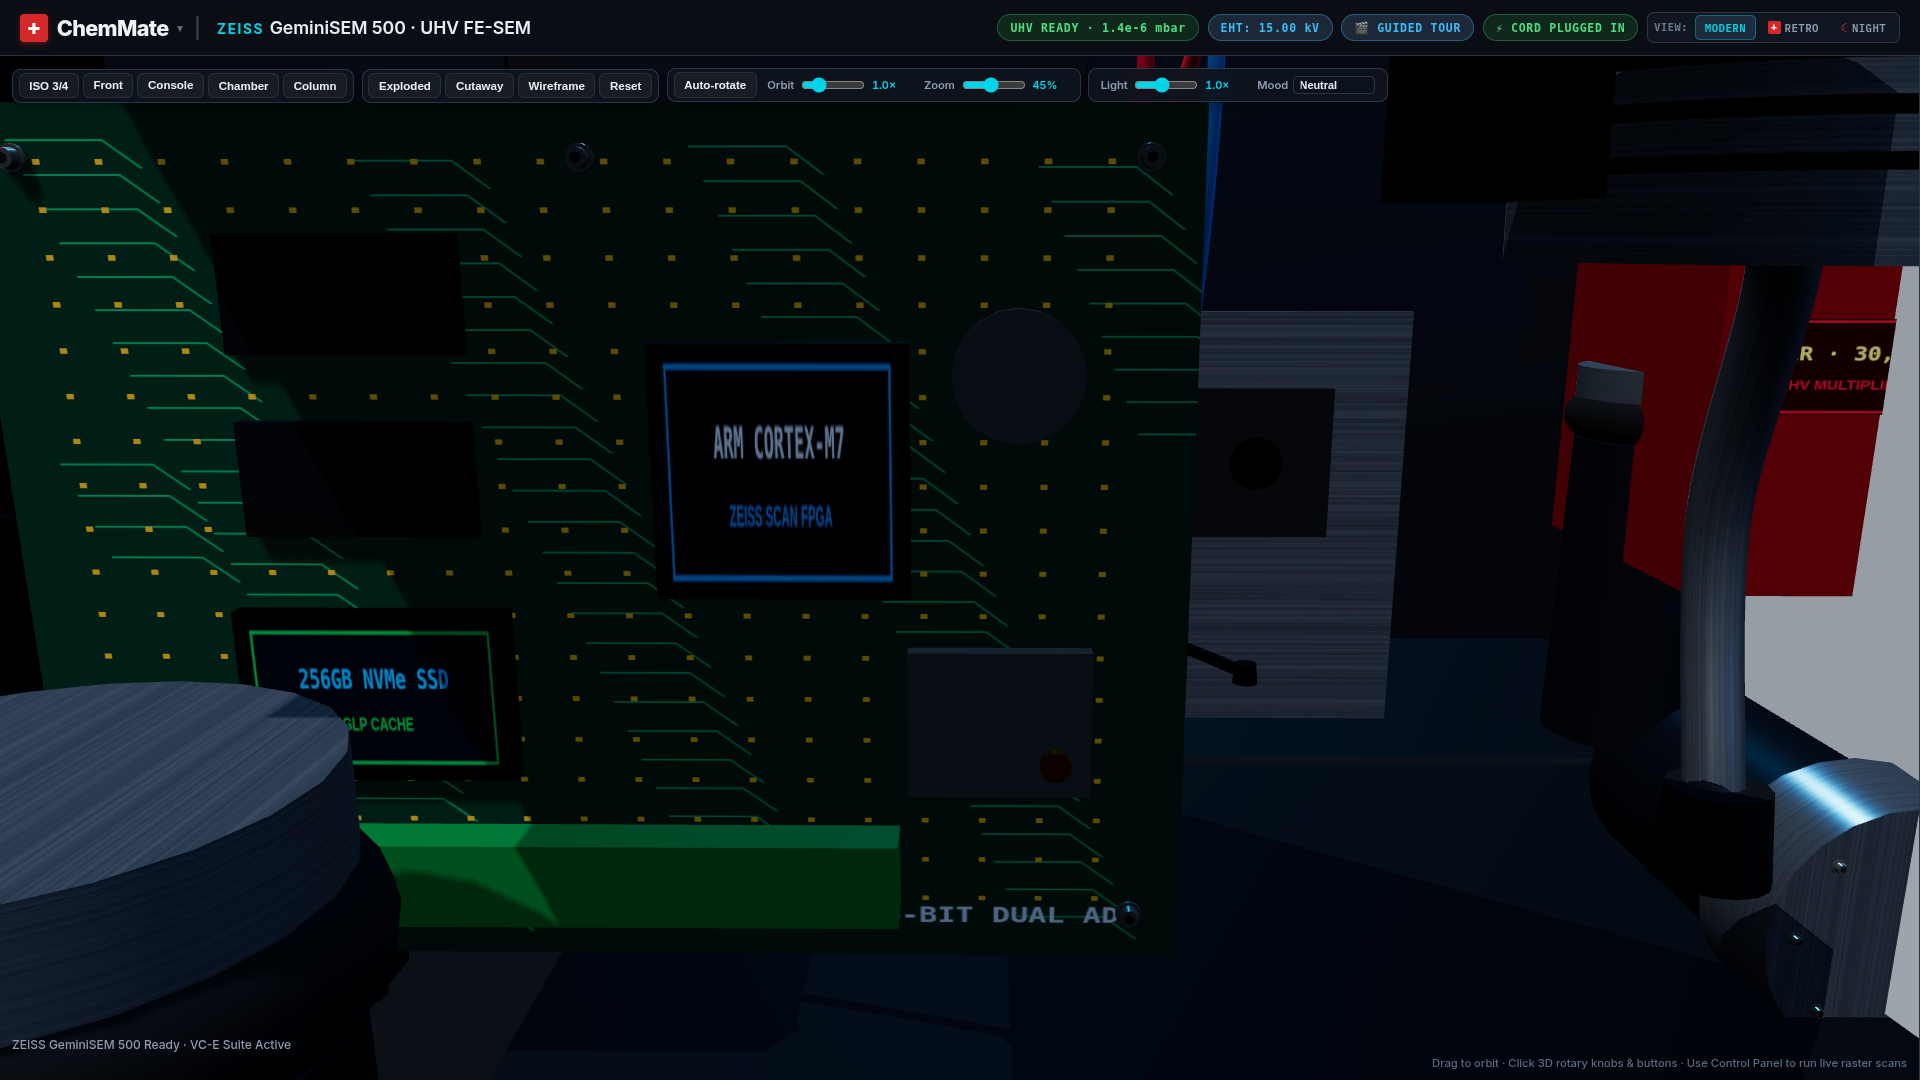 ChemMate
ZEISS GeminiSEM 500 · UHV FE-SEM
UHV READY · 1.4e-6 mbar
EHT: 15.00 kV
GUIDED TOUR
CORD PLUGGED IN
VIEW: MODERN RETRO NIGHT
ISO 3/4 Front Console Chamber Column
Exploded Cutaway Wireframe Reset
Auto-rotate Orbit 1.0× Zoom 45%
Light 1.0× Mood Neutral
ARM CORTEX-M7
ZEISS SCAN FPGA
R · 30,
HV MULTIPLI
256GB NVMe SSD
GLP CACHE
-BIT DUAL AD
ZEISS GeminiSEM 500 Ready · VC-E Suite Active
Drag to orbit · Click 3D rotary knobs & buttons · Use Control Panel to run live raster scans